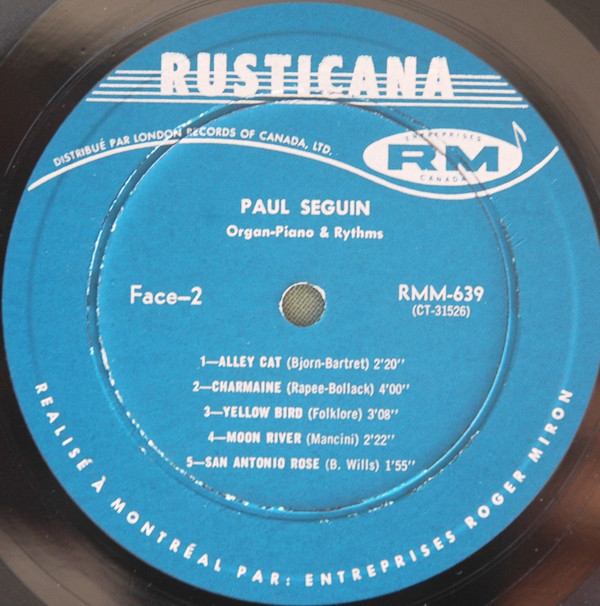 RUSTICANA
DISTRIBUÉ PAR LONDON RECORDS OF CANADA, LTD.
ENTREPRISES
RM
CANADA
PAUL SEGUIN
Organ-Piano & Rythms
Face—2
RMM-639
(CT-31526)
1—ALLEY CAT (Bjorn-Bartret) 2'20''
2—CHARMAINE (Rapee-Bollack) 4'00''
3—YELLOW BIRD (Folklore) 3'08''
4—MOON RIVER (Mancini) 2'22''
5—SAN ANTONIO ROSE (B. Wills) 1'55''
REALISÉ À MONTRÉAL PAR: ENTREPRISES ROGER MIRON